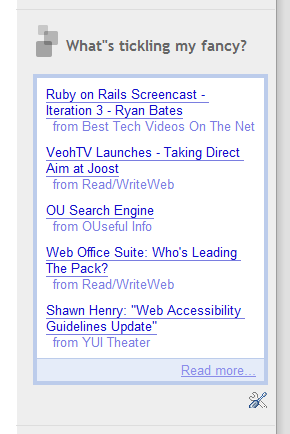 What"s tickling my fancy?
Ruby on Rails Screencast -
Iteration 3 - Ryan Bates
from Best Tech Videos On The Net
VeohTV Launches - Taking Direct
Aim at Joost
from Read/WriteWeb
OU Search Engine
from OUseful Info
Web Office Suite: Who's Leading
The Pack?
from Read/WriteWeb
Shawn Henry: "Web Accessibility
Guidelines Update"
from YUI Theater
Read more...